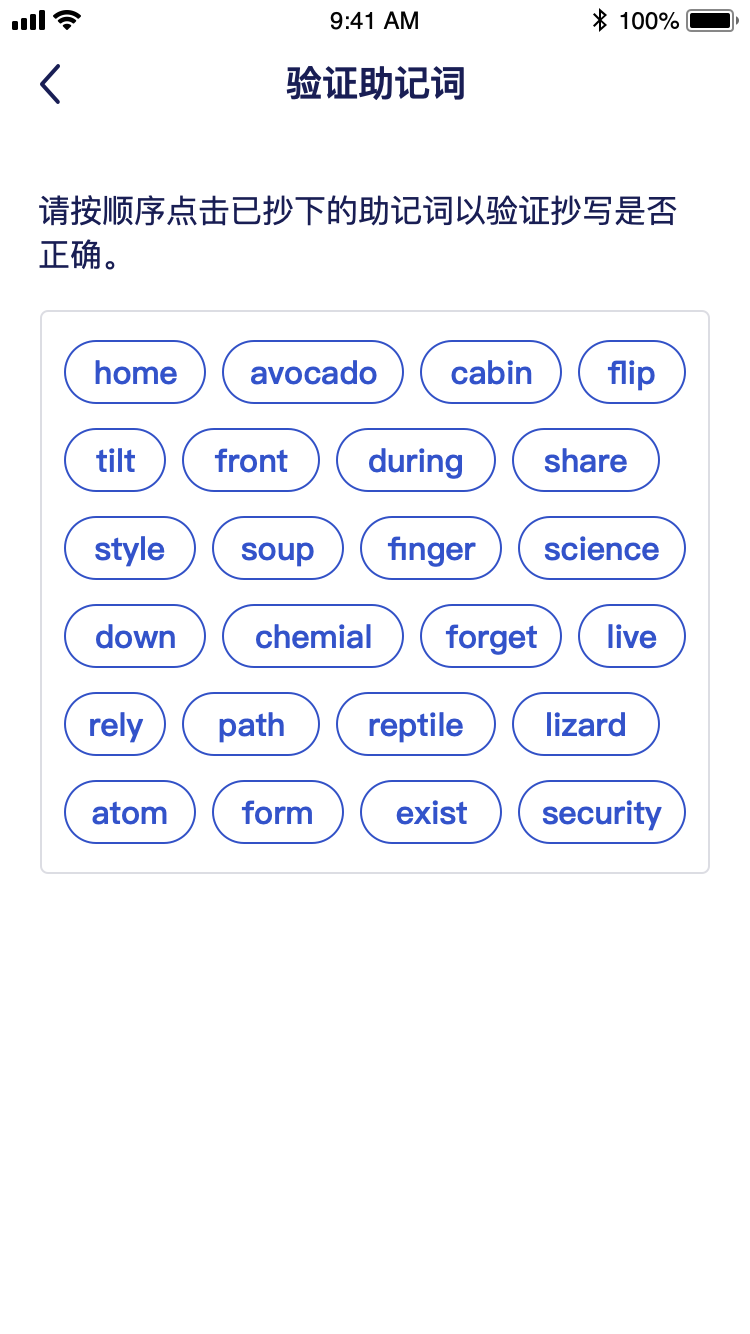 9:41 AM 100%
验证助记词
请按顺序点击已抄下的助记词以验证抄写是否
正确。
home avocado cabin flip
tilt front during share
style soup finger science
down chemial forget live
rely path reptile lizard
atom form exist security